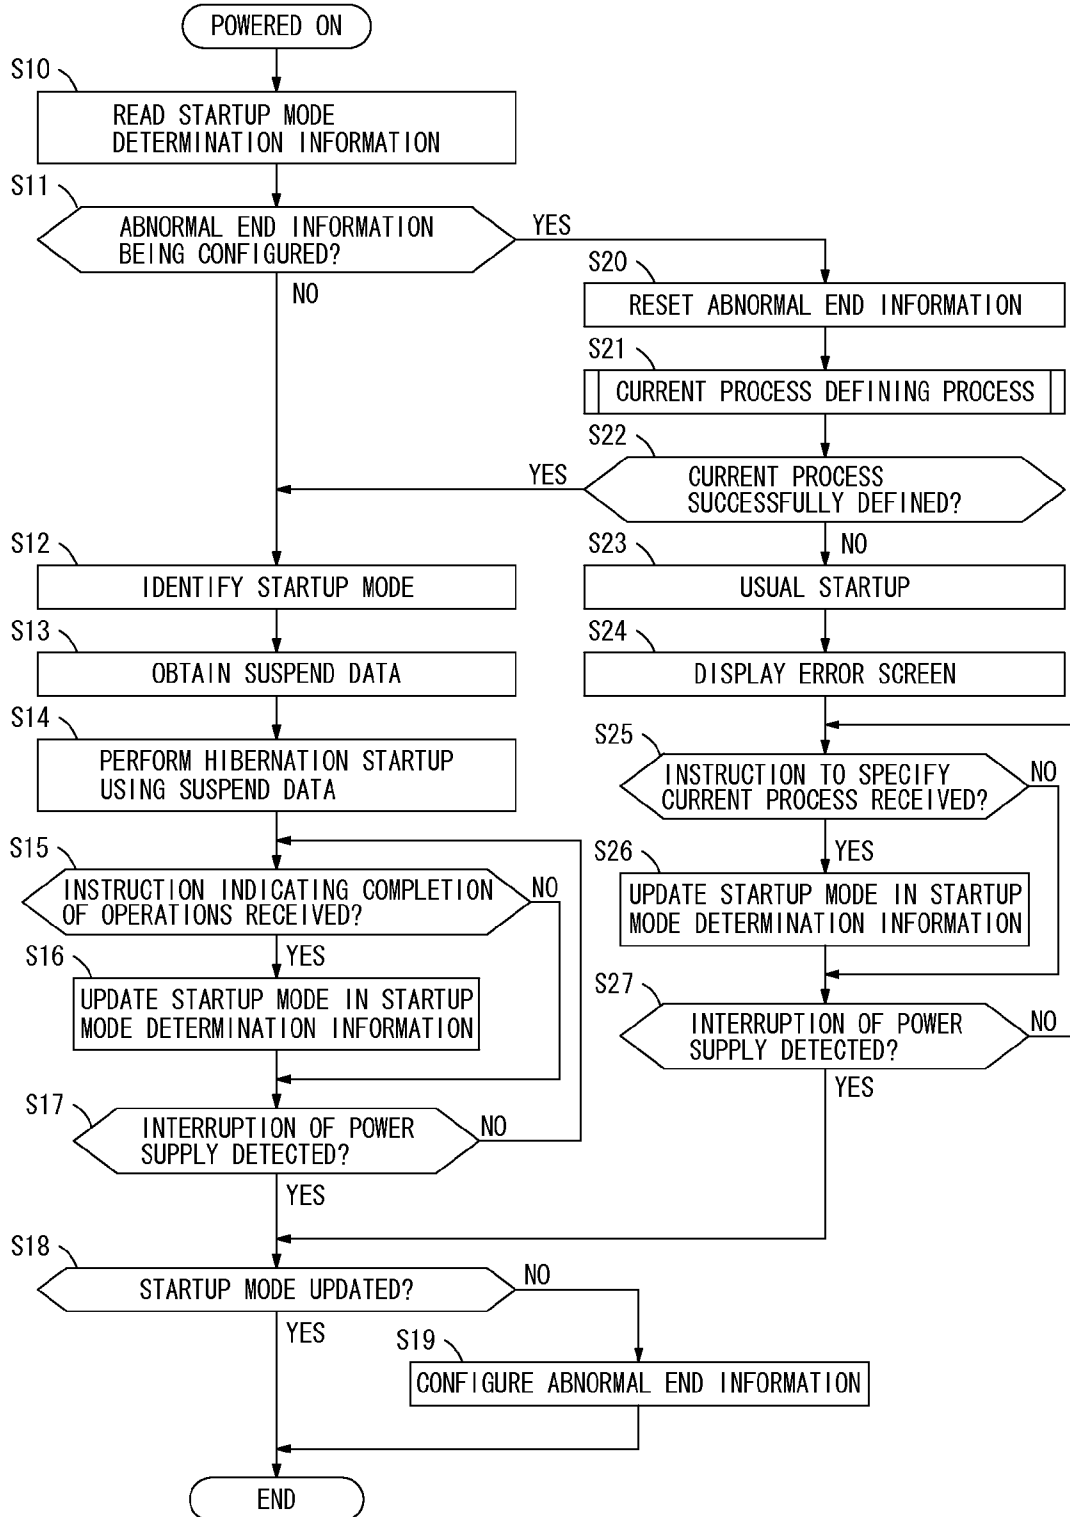 POWERED ON
S10
READ STARTUP MODE
DETERMINATION INFORMATION
S11
ABNORMAL END INFORMATION
BEING CONFIGURED?
YES
NO
S20
RESET ABNORMAL END INFORMATION
S21
CURRENT PROCESS DEFINING PROCESS
S22
CURRENT PROCESS
SUCCESSFULLY DEFINED?
YES
NO
S12
IDENTIFY STARTUP MODE
S23
USUAL STARTUP
S13
OBTAIN SUSPEND DATA
S24
DISPLAY ERROR SCREEN
S14
PERFORM HIBERNATION STARTUP
USING SUSPEND DATA
S25
INSTRUCTION TO SPECIFY
CURRENT PROCESS RECEIVED?
NO
YES
S15
INSTRUCTION INDICATING COMPLETION
OF OPERATIONS RECEIVED?
NO
YES
S26
UPDATE STARTUP MODE IN STARTUP
MODE DETERMINATION INFORMATION
S16
UPDATE STARTUP MODE IN STARTUP
MODE DETERMINATION INFORMATION
S27
INTERRUPTION OF POWER
SUPPLY DETECTED?
NO
YES
S17
INTERRUPTION OF POWER
SUPPLY DETECTED?
NO
YES
S18
STARTUP MODE UPDATED?
NO
YES
S19
CONFIGURE ABNORMAL END INFORMATION
END